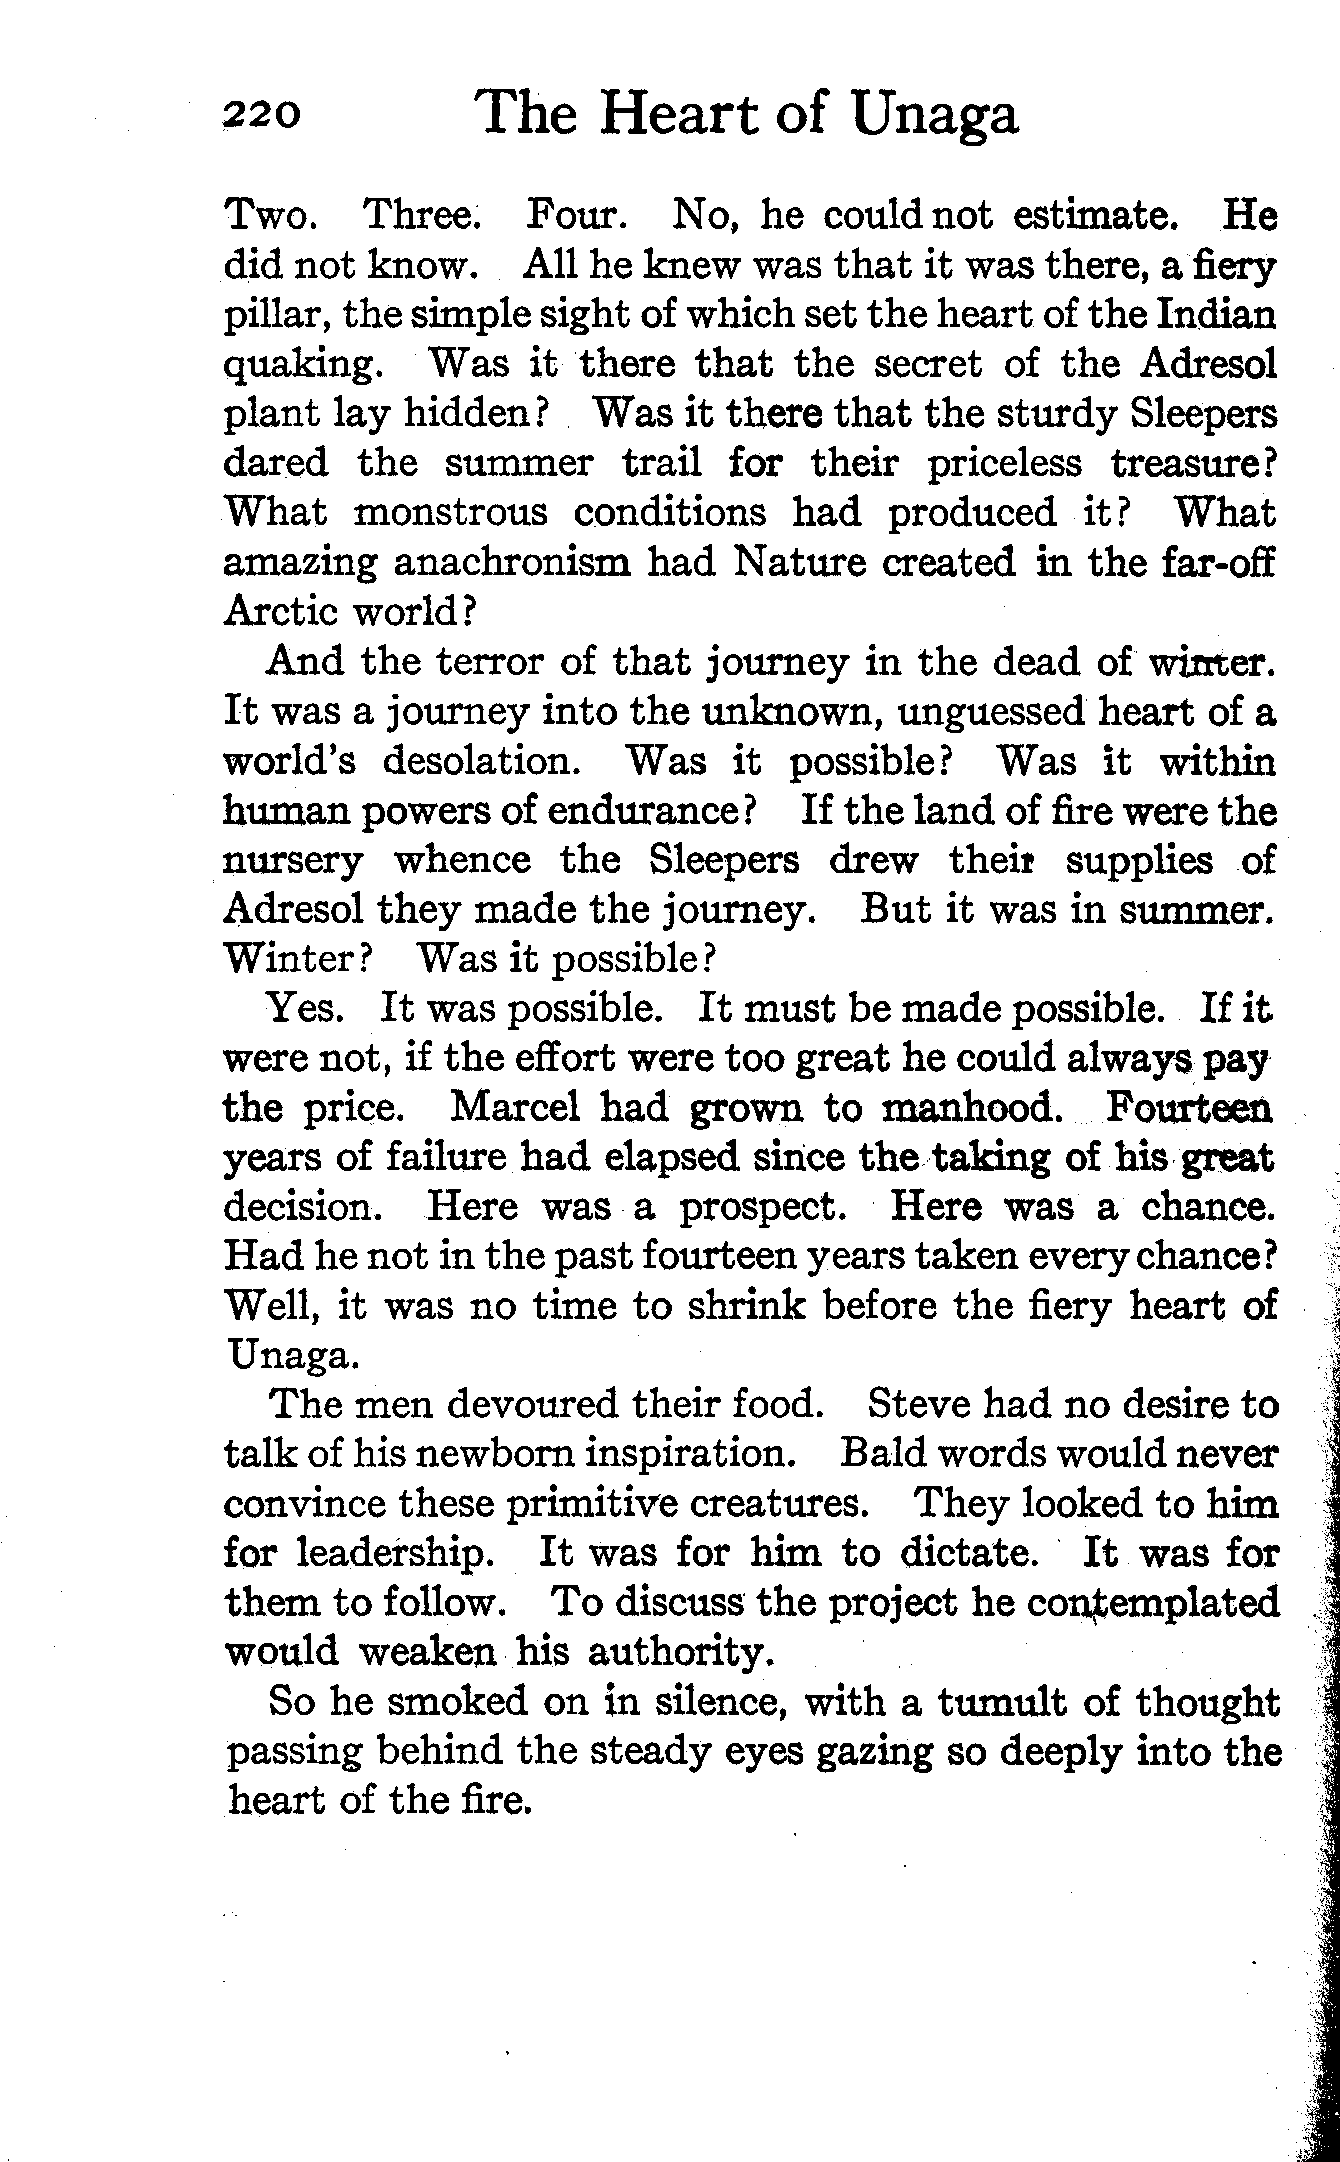 220 The Heart of Unaga
Two. Three. Four. No, he could not estimate. He
did not know. All he knew was that it was there, a fiery
pillar, the simple sight of which set the heart of the Indian
quaking. Was it there that the secret of the Adresol
plant lay hidden? Was it there that the sturdy Sleepers
dared the summer trail for their priceless treasure?
What monstrous conditions had produced it? What
amazing anachronism had Nature created in the far-off
Arctic world?
And the terror of that journey in the dead of winter.
It was a journey into the unknown, unguessed heart of a
world's desolation. Was it possible? Was it within
human powers of endurance? If the land of fire were the
nursery whence the Sleepers drew their supplies of
Adresol they made the journey. But it was in summer.
Winter? Was it possible?
Yes. It was possible. It must be made possible. If it
were not, if the effort were too great he could always pay
the price. Marcel had grown to manhood. Fourteen
years of failure had elapsed since the taking of his great
decision. Here was a prospect. Here was a chance.
Had he not in the past fourteen years taken every chance?
Well, it was no time to shrink before the fiery heart of
Unaga.
The men devoured their food. Steve had no desire to
talk of his newborn inspiration. Bald words would never
convince these primitive creatures. They looked to him
for leadership. It was for him to dictate. It was for
them to follow. To discuss the project he contemplated
would weaken his authority.
So he smoked on in silence, with a tumult of thought
passing behind the steady eyes gazing so deeply into the
heart of the fire.